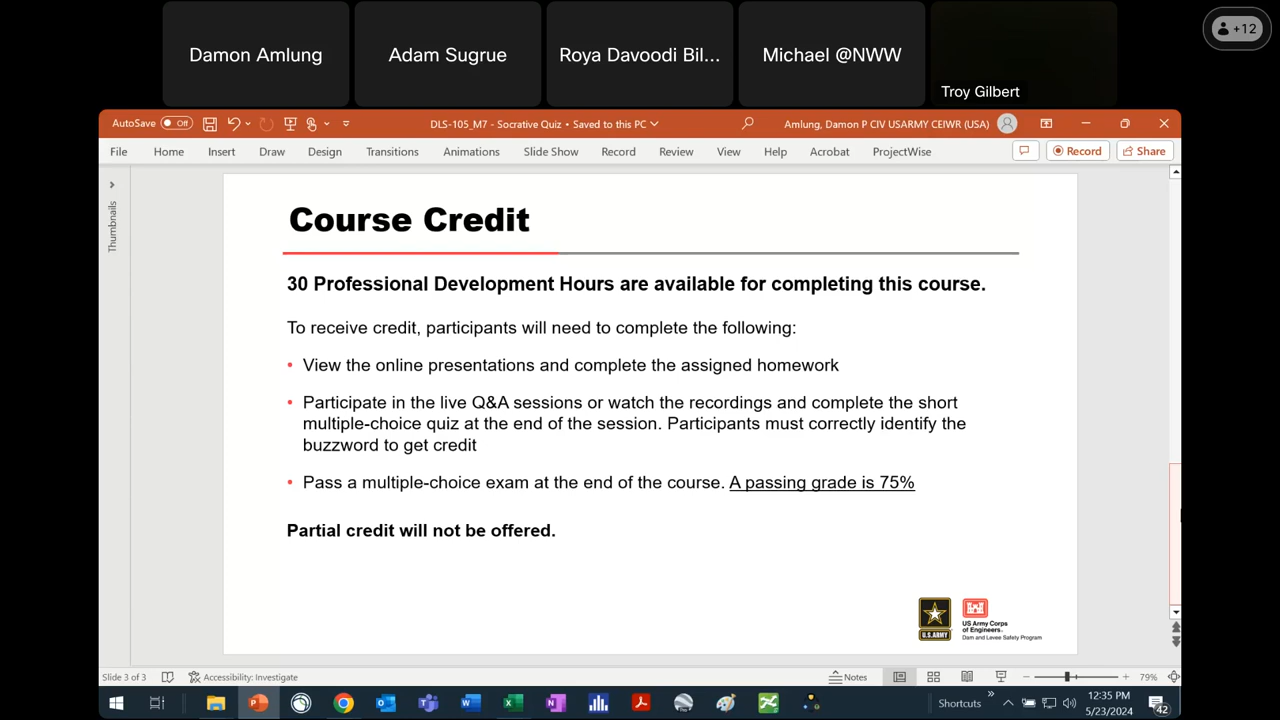 Damon Amlung
Adam Sugrue
Roya Davoodi Bil...
Michael @NWW
Troy Gilbert
+12
AutoSave Off
DLS-105_M7 - Socrative Quiz • Saved to this PC
Amlung, Damon P CIV USARMY CEIWR (USA)
File Home Insert Draw Design Transitions Animations Slide Show Record Review View Help Acrobat ProjectWise Record Share
Thumbnails
Course Credit
30 Professional Development Hours are available for completing this course.
To receive credit, participants will need to complete the following:
• View the online presentations and complete the assigned homework
• Participate in the live Q&A sessions or watch the recordings and complete the short
multiple-choice quiz at the end of the session. Participants must correctly identify the
buzzword to get credit
• Pass a multiple-choice exam at the end of the course. A passing grade is 75%
Partial credit will not be offered.
U.S. ARMY
US Army Corps
of Engineers®
Dam and Levee Safety Program
Slide 3 of 3 Accessibility: Investigate Notes 79%
Shortcuts
12:35 PM
5/23/2024
42